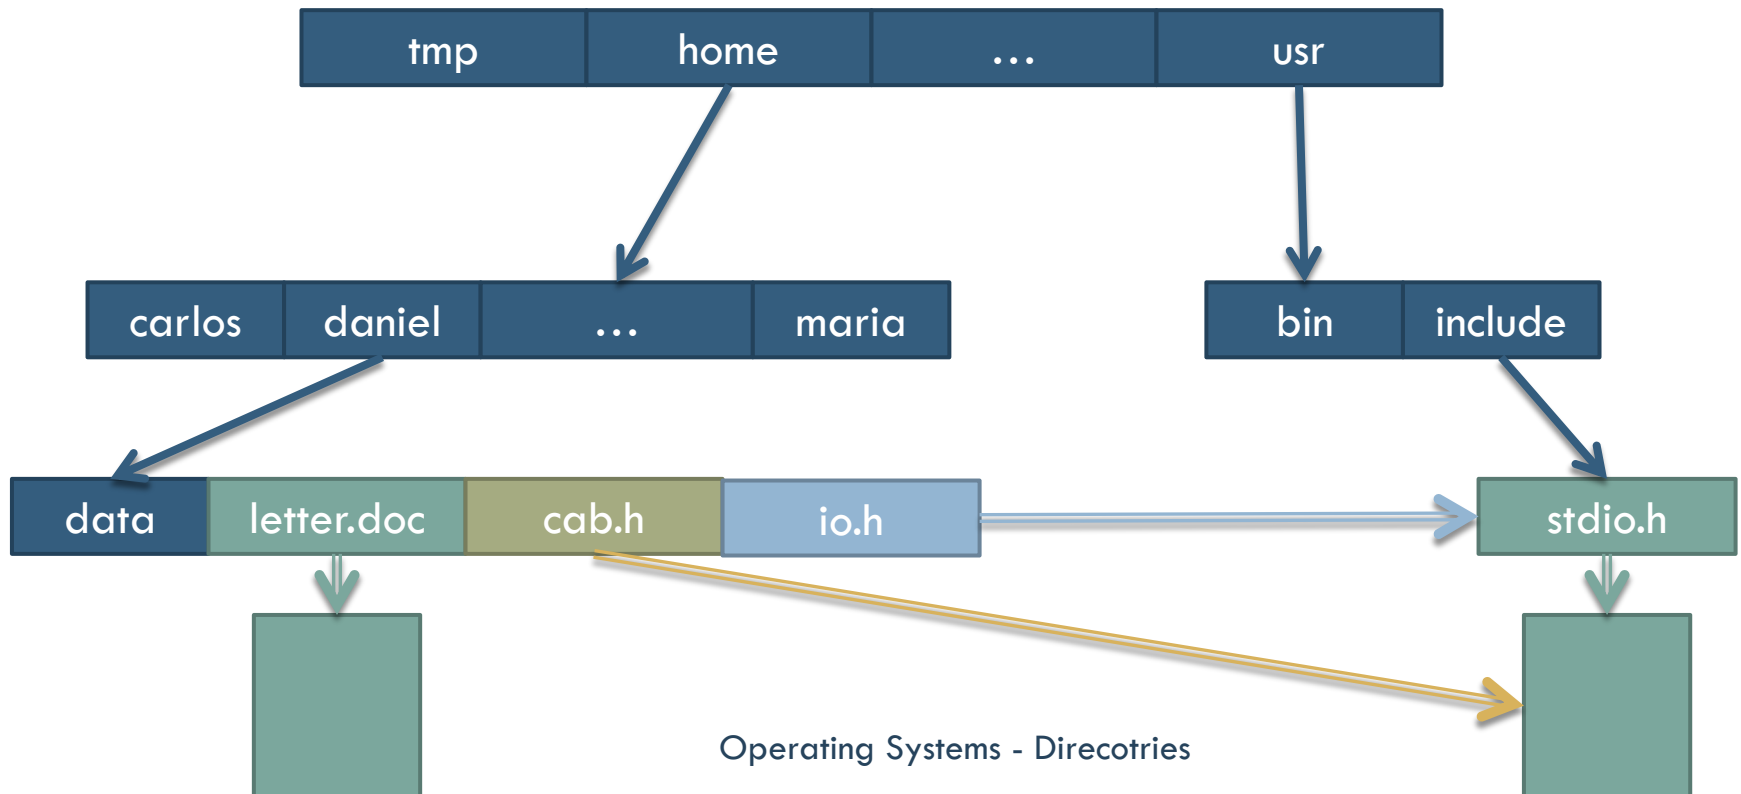 tmp home ... usr
carlos daniel ... maria bin include
data letter.doc cab.h io.h stdio.h
Operating Systems - Direcotries